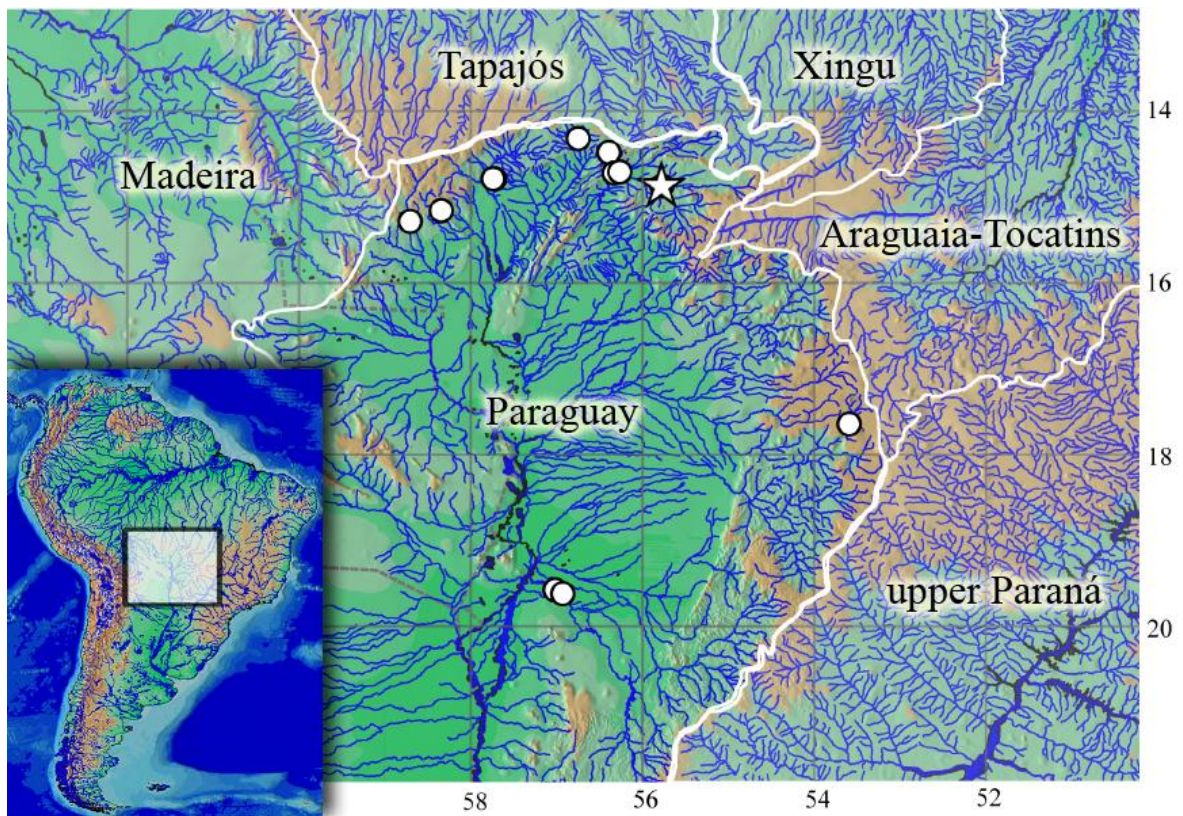 Tapajós
Xingu
14
Madeira
Araguaia-Tocatins
16
Paraguay
18
upper Paraná
20
58
56
54
52